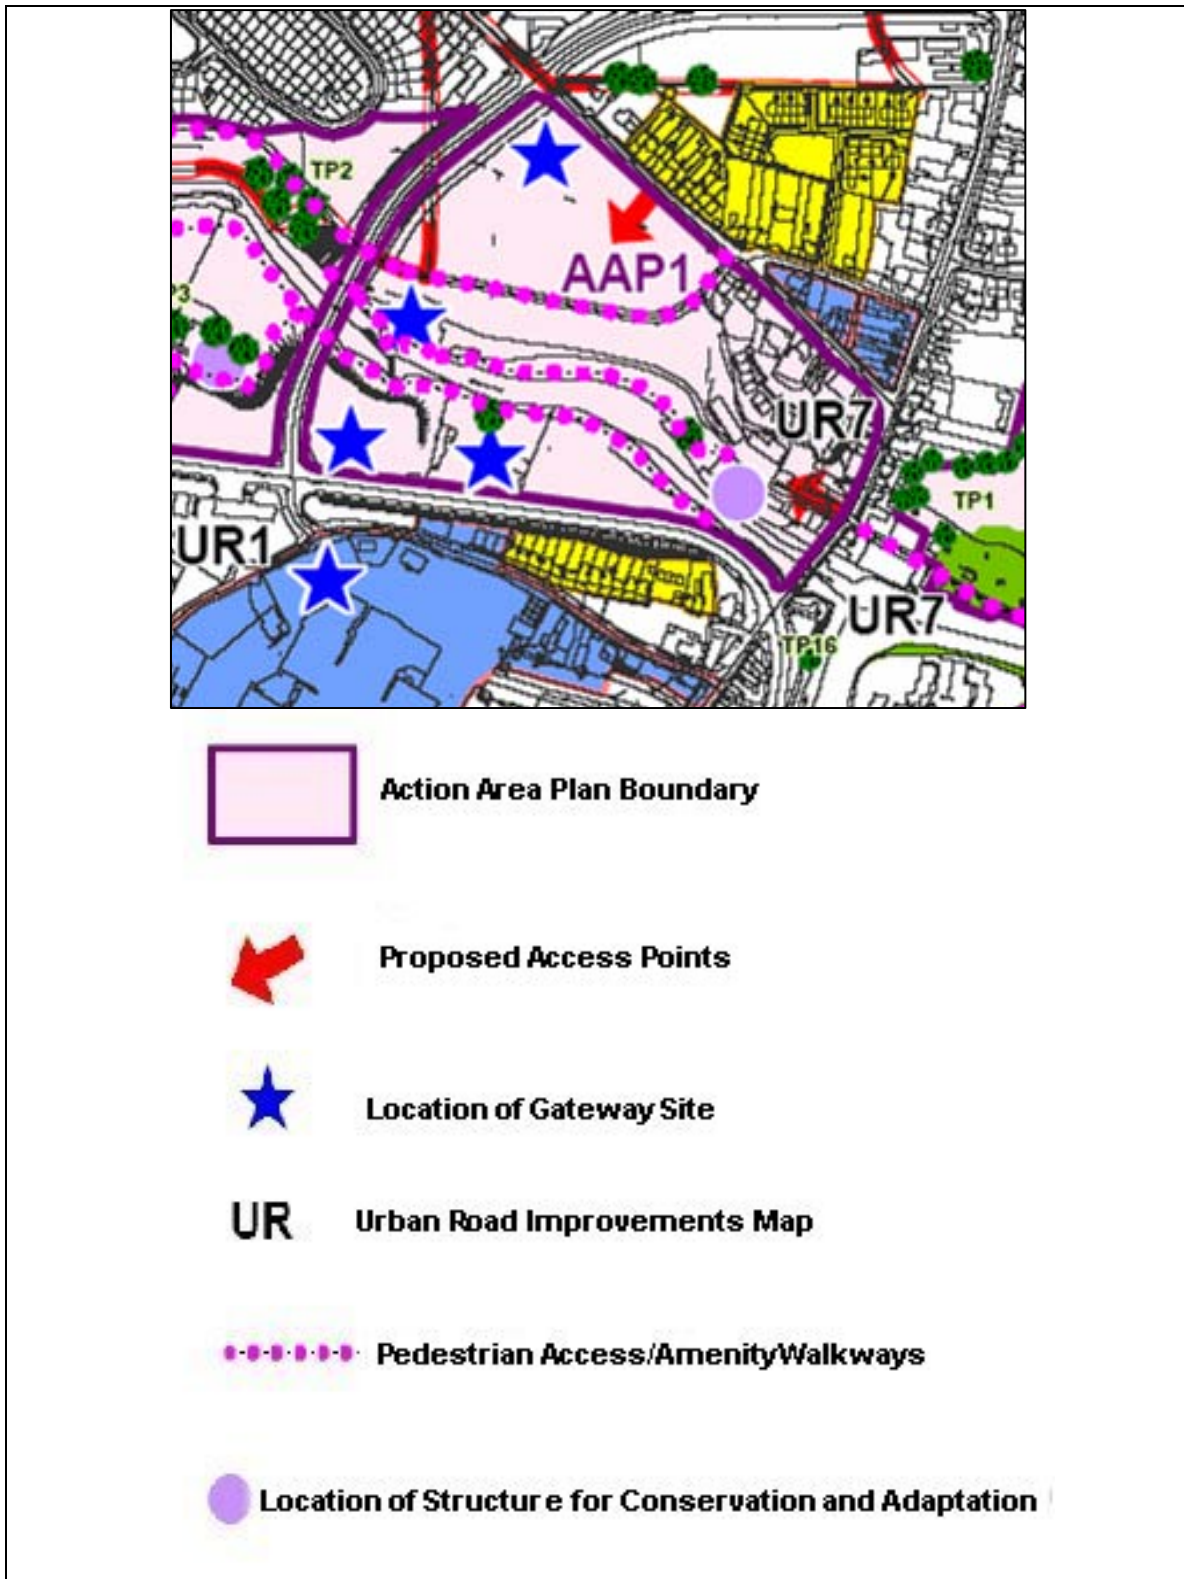 TP2
AAP1
P3
UR7
TP1
UR1
UR7
TP16
Action Area Plan Boundary
Proposed Access Points
Location of Gateway Site
UR Urban Road Improvements Map
Pedestrian Access/Amenity Walkways
Location of Structure for Conservation and Adaptation